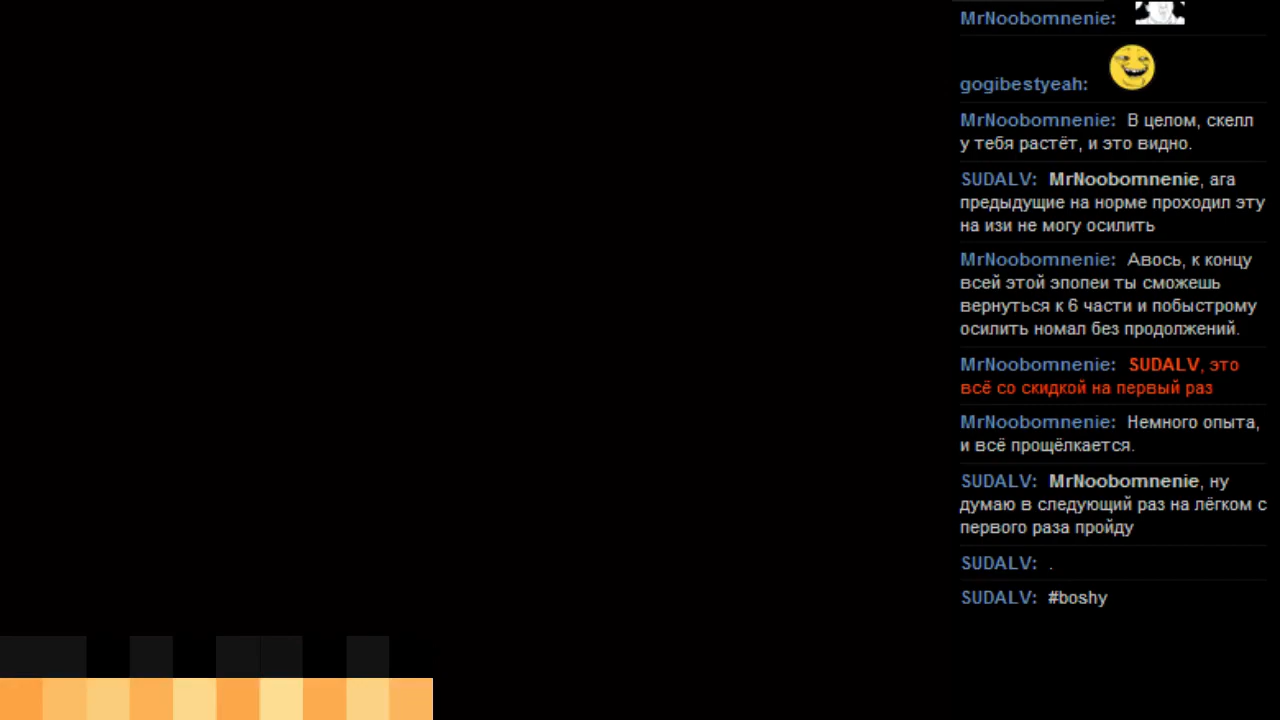 MrNoobomnenie:
gogibestyeah:
MrNoobomnenie: В целом, скелл
у тебя растёт, и это видно.
SUDALV: MrNoobomnenie, ага
предыдущие на норме проходил эту
на изи не могу осилить
MrNoobomnenie: Авось, к концу
всей этой эпопеи ты сможешь
вернуться к 6 части и побыстрому
осилить номал без продолжений.
MrNoobomnenie: SUDALV, это
всё со скидкой на первый раз
MrNoobomnenie: Немного опыта,
и всё прощёлкается.
SUDALV: MrNoobomnenie, ну
думаю в следующий раз на лёгком с
первого раза пройду
SUDALV: .
SUDALV: #boshy